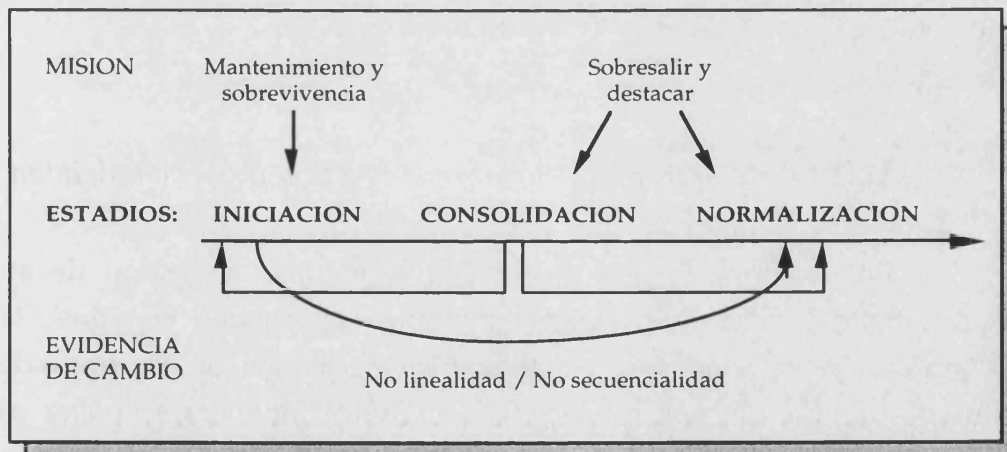 MISION
Mantenimiento y
sobrevivencia
Sobresalir y
destacar
ESTADIOS: INICIACION CONSOLIDACION NORMALIZACION
EVIDENCIA
DE CAMBIO
No linealidad / No secuencialidad